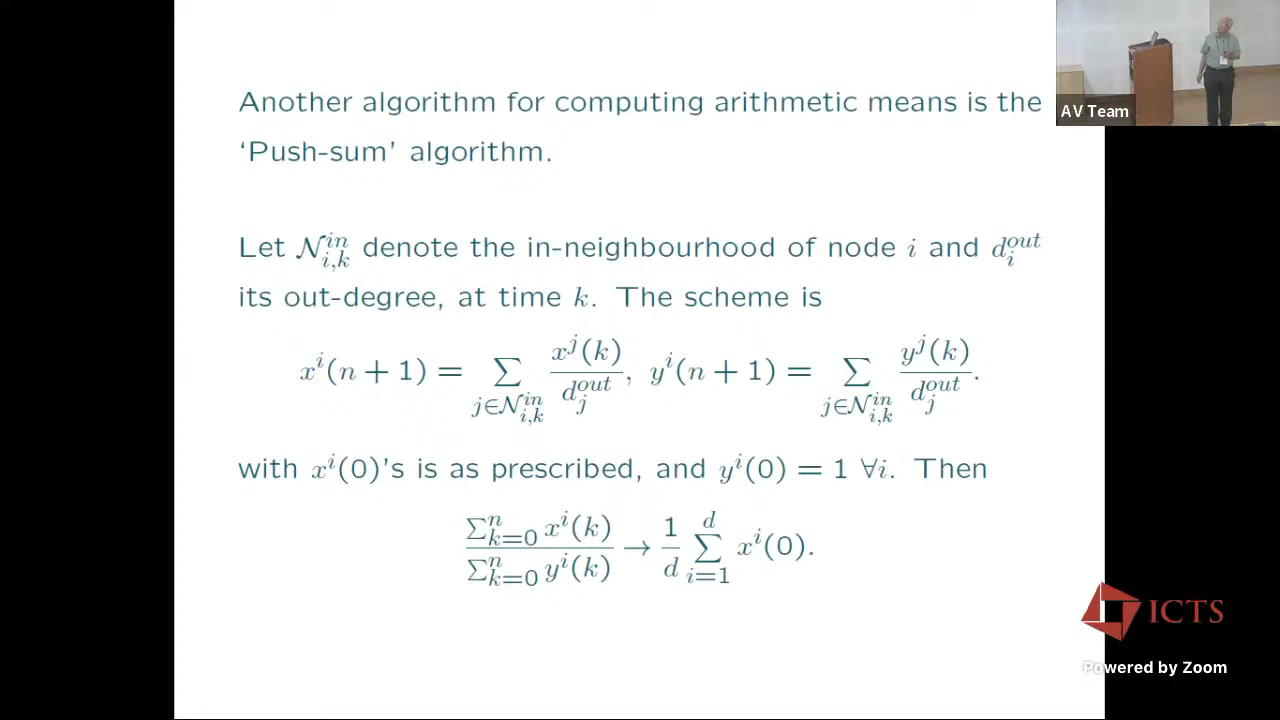 Another algorithm for computing arithmetic means is the
‘Push-sum’ algorithm.
Let $\mathcal{N}_{i,k}^{in}$ denote the in-neighbourhood of node $i$ and $d_i^{out}$
its out-degree, at time $k$. The scheme is
$x^i(n+1) = \sum_{j \in \mathcal{N}_{i,k}^{in}} \frac{x^j(k)}{d_j^{out}}, \; y^i(n+1) = \sum_{j \in \mathcal{N}_{i,k}^{in}} \frac{y^j(k)}{d_j^{out}}.$
with $x^i(0)$'s is as prescribed, and $y^i(0) = 1 \; \forall i$. Then
$\frac{\sum_{k=0}^{n} x^i(k)}{\sum_{k=0}^{n} y^i(k)} \to \frac{1}{d} \sum_{i=1}^{d} x^i(0).$
AV Team
ICTS
Powered by Zoom